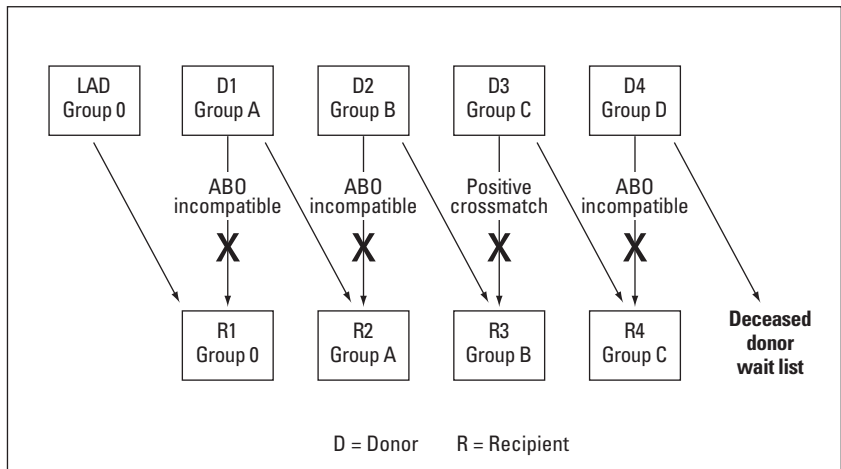 LAD
Group 0
D1
Group A
D2
Group B
D3
Group C
D4
Group D
ABO
incompatible
X
ABO
incompatible
X
Positive
crossmatch
X
ABO
incompatible
X
R1
Group 0
R2
Group A
R3
Group B
R4
Group C
Deceased
donor
wait list
D = Donor R = Recipient